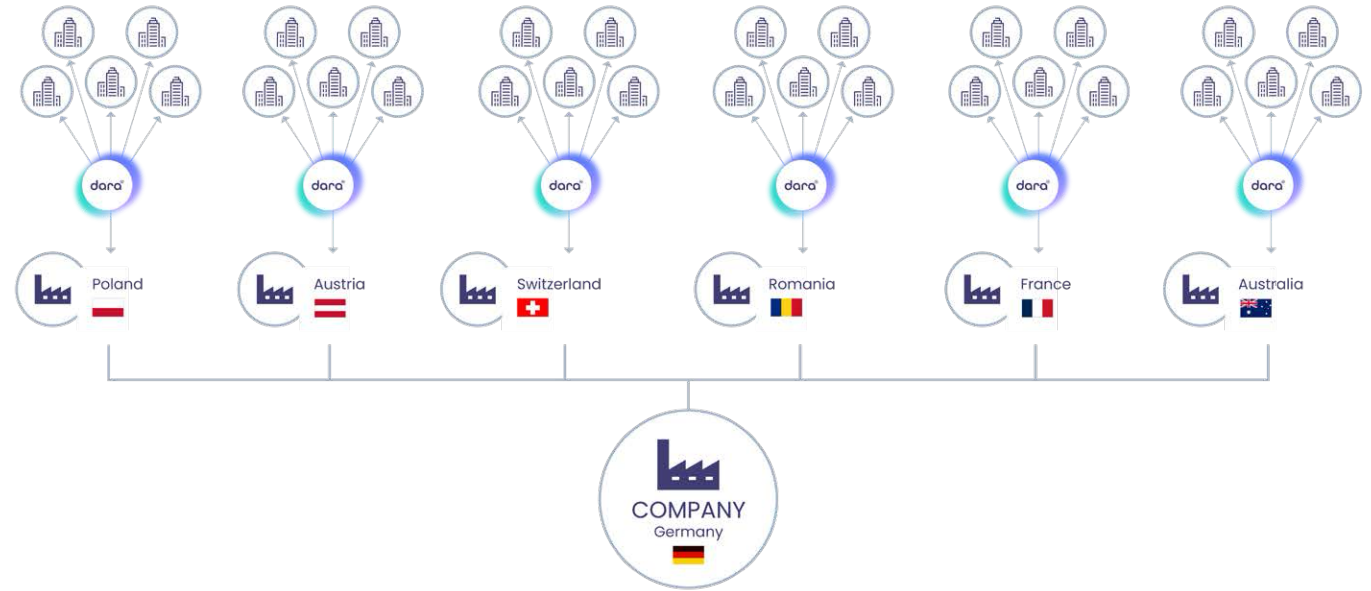 dara
dara
dara
dara
dara
dara
Poland
Austria
Switzerland
Romania
France
Australia
COMPANY
Germany